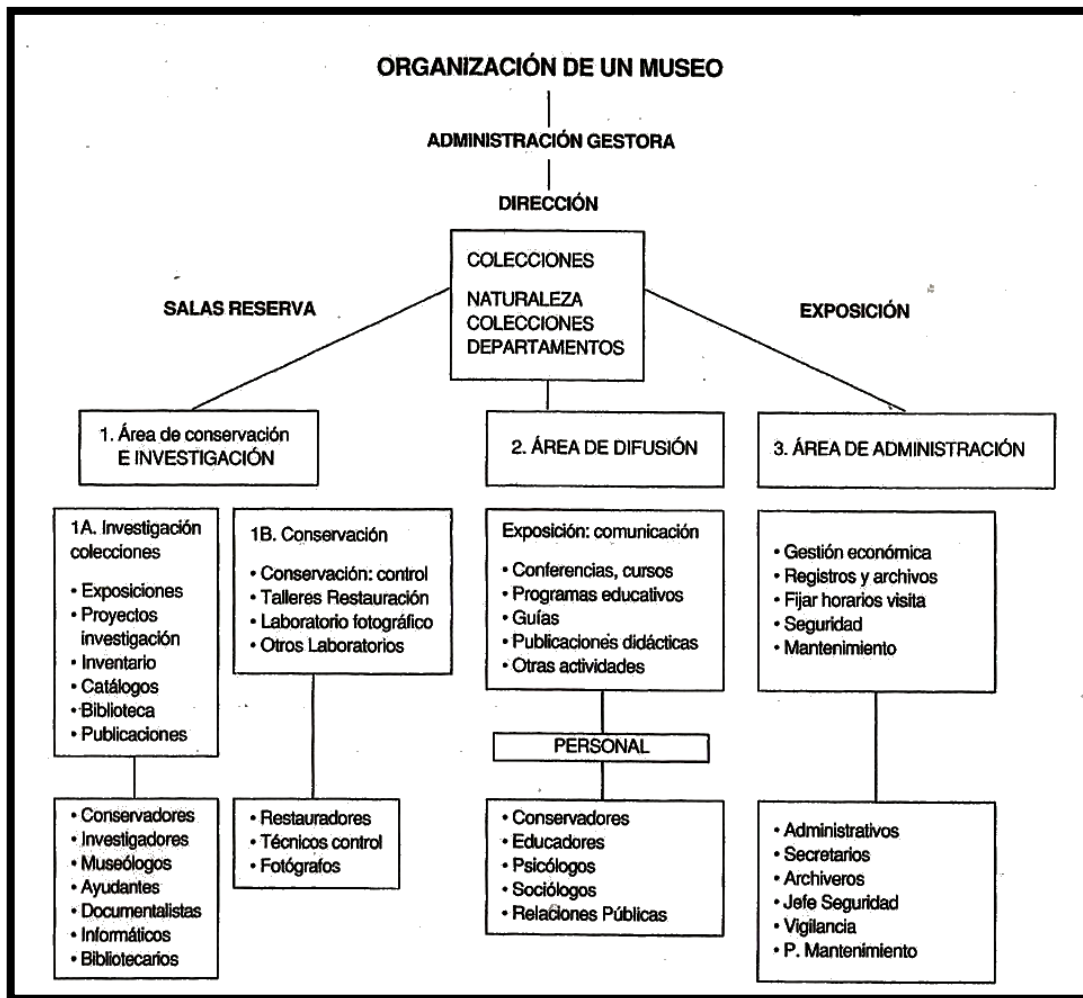 ORGANIZACIÓN DE UN MUSEO
ADMINISTRACIÓN GESTORA
DIRECCIÓN
COLECCIONES
NATURALEZA
COLECCIONES
DEPARTAMENTOS
SALAS RESERVA
EXPOSICIÓN
1. Área de conservación
E INVESTIGACIÓN
2. ÁREA DE DIFUSIÓN
3. ÁREA DE ADMINISTRACIÓN
1A. Investigación
colecciones
• Exposiciones
• Proyectos
investigación
• Inventario
• Catálogos
• Biblioteca
• Publicaciones
1B. Conservación
• Conservación: control
• Talleres Restauración
• Laboratorio fotográfico
• Otros Laboratorios
Exposición: comunicación
• Conferencias, cursos
• Programas educativos
• Guías
• Publicaciones didácticas
• Otras actividades
• Gestión económica
• Registros y archivos
• Fijar horarios visita
• Seguridad
• Mantenimiento
PERSONAL
• Conservadores
• Investigadores
• Museólogos
• Ayudantes
• Documentalistas
• Informáticos
• Bibliotecarios
• Restauradores
• Técnicos control
• Fotógrafos
• Conservadores
• Educadores
• Psicólogos
• Sociólogos
• Relaciones Públicas
• Administrativos
• Secretarios
• Archiveros
• Jefe Seguridad
• Vigilancia
• P. Mantenimiento